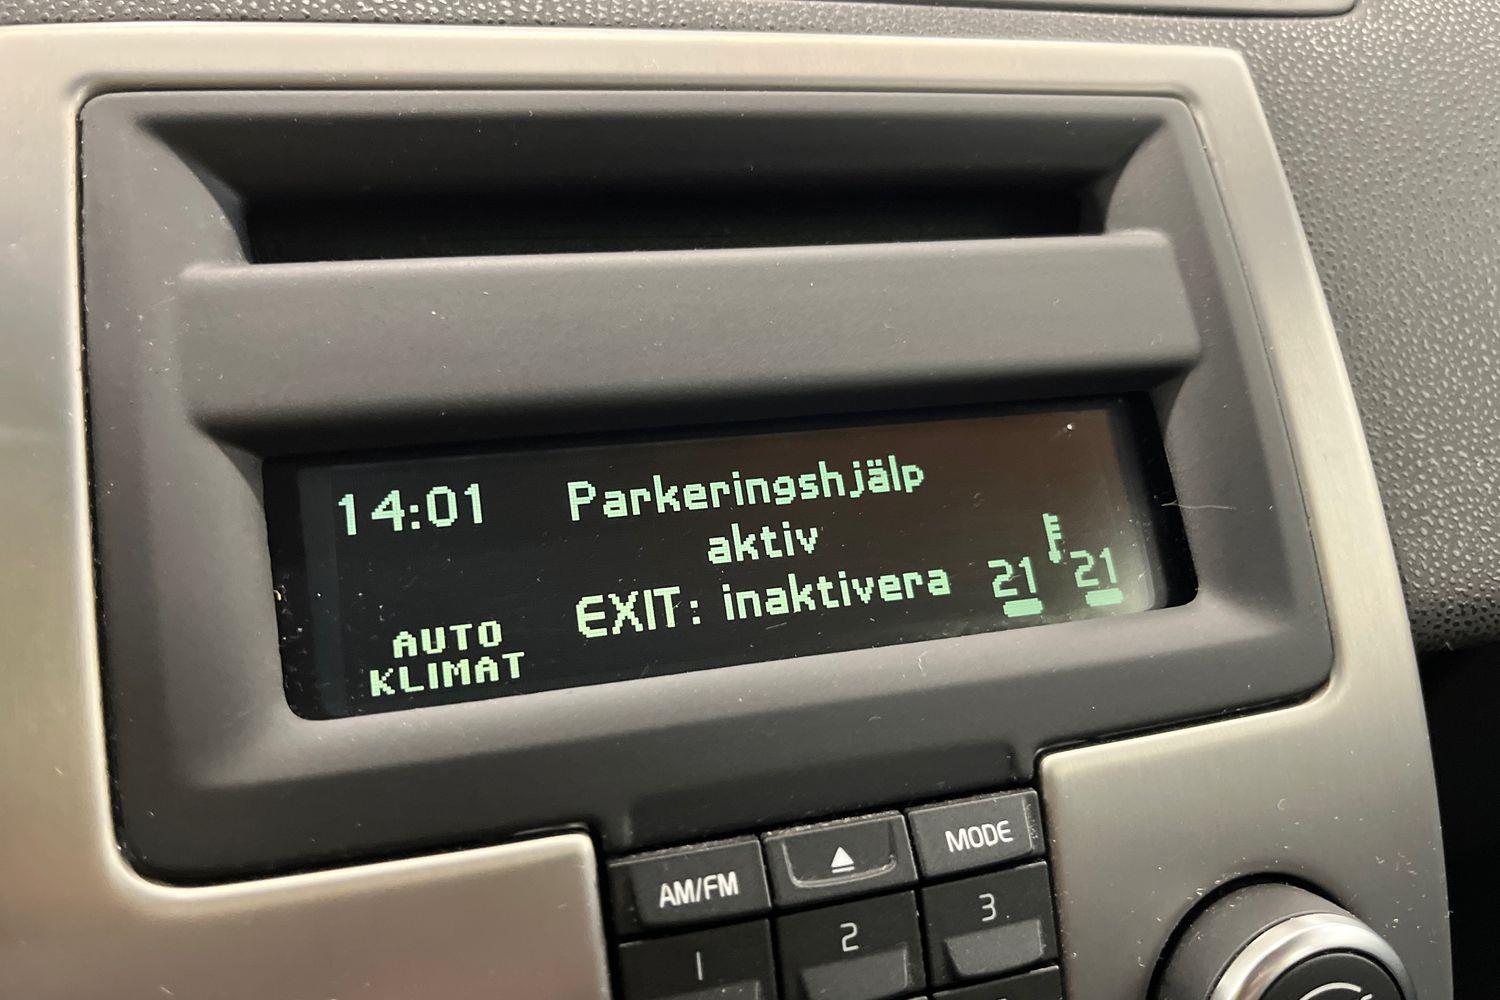 14:01
Parkeringshjälp
aktiv
EXIT: inaktivera
21 21
AUTO
KLIMAT
AM/FM
MODE
1
2
3